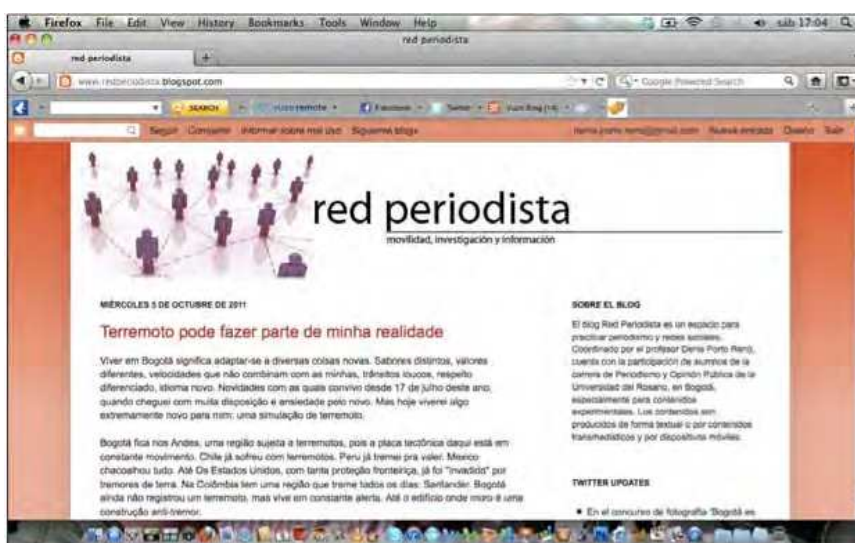 Firefox File Edit View History Bookmarks Tools Window Help sáb 17:04
red periodista
red periodista
www.redperiodista.blogspot.com
Google Powered Search
SEARCH remote Facebook Twitter
Seguir Compartir Informar sobre mal uso Siguiente blog» Nueva entrada Diseño Salir
red periodista
movilidad, investigación y información
MIÉRCOLES 5 DE OCTUBRE DE 2011
Terremoto pode fazer parte de minha realidade
Viver em Bogotá significa adaptar-se a diversas coisas novas. Sabores distintos, valores
diferentes, velocidades que não combinam com as minhas, trânsitos loucos, respeito
diferenciado, idioma novo. Novidades com as quais convivo desde 17 de julho deste ano,
quando cheguei com muita disposição e ansiedade pelo novo. Mas hoje viverei algo
extremamente novo para mim: uma simulação de terremoto.
Bogotá fica nos Andes, uma região sujeita a terremotos, pois a placa tectônica daqui está em
constante movimento. Chile já sofreu com terremotos. Peru já tremeu pra valer. Mexico
chacoalhou tudo. Até Os Estados Unidos, com tanta proteção fronteiriça, já foi "invadido" por
tremores de terra. Na Colômbia tem uma região que treme todos os dias: Santander. Bogotá
ainda não registrou um terremoto, mas vive em constante alerta. Até o edifício onde moro é uma
construção anti-tremor.
SOBRE EL BLOG
El blog Red Periodista es un espacio para
practicar periodismo y redes sociales.
Coordinado por el profesor Denis Porto Renó,
cuenta con la participación de alumnos de la
carrera de Periodismo y Opinión Pública de la
Universidad del Rosario, en Bogotá,
especialmente para contenidos
experimentales. Los contenidos son
producidos de forma textual o por contenidos
transmediáticos y por dispositivos móviles.
TWITTER UPDATES
En el concurso de fotografía 'Bogotá es